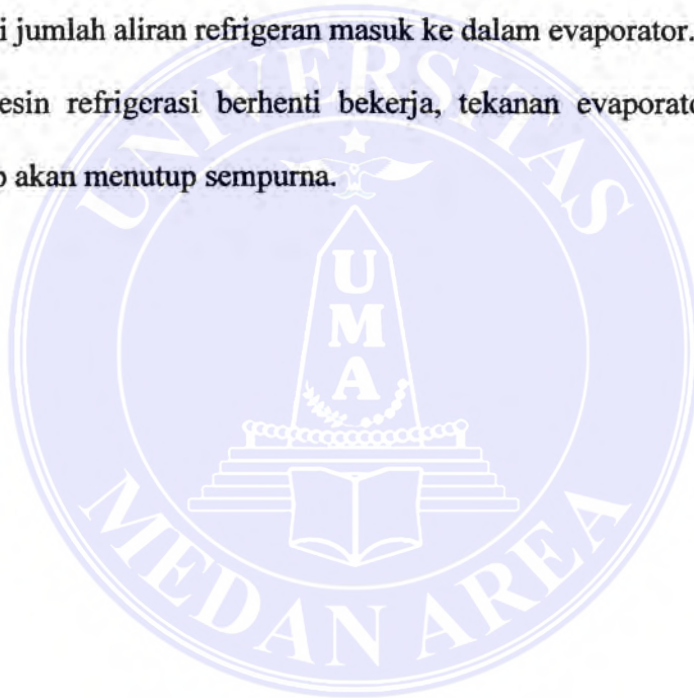 i jumlah aliran refrigeran masuk ke dalam evaporator.
esin refrigerasi berhenti bekerja, tekanan evaporato
p akan menutup sempurna.
UNIVERSITAS
U
M
A
MEDAN AREA